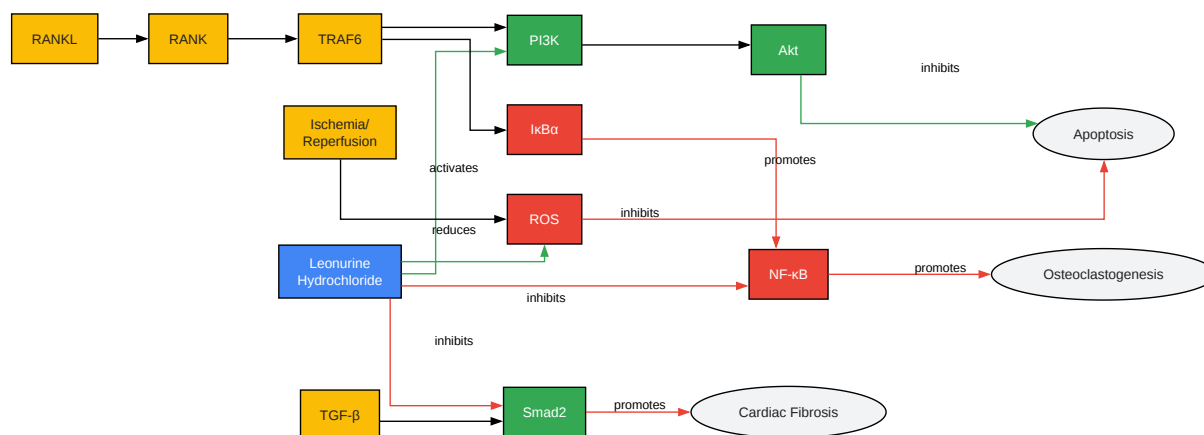 RANKL
RANK
TRAF6
PI3K
Akt
inhibits
Ischemia/
Reperfusion
IκBα
Apoptosis
activates
promotes
ROS
inhibits
reduces
Leonurine
Hydrochloride
NF-κB
promotes
Osteoclastogenesis
inhibits
inhibits
TGF-β
Smad2
promotes
Cardiac Fibrosis